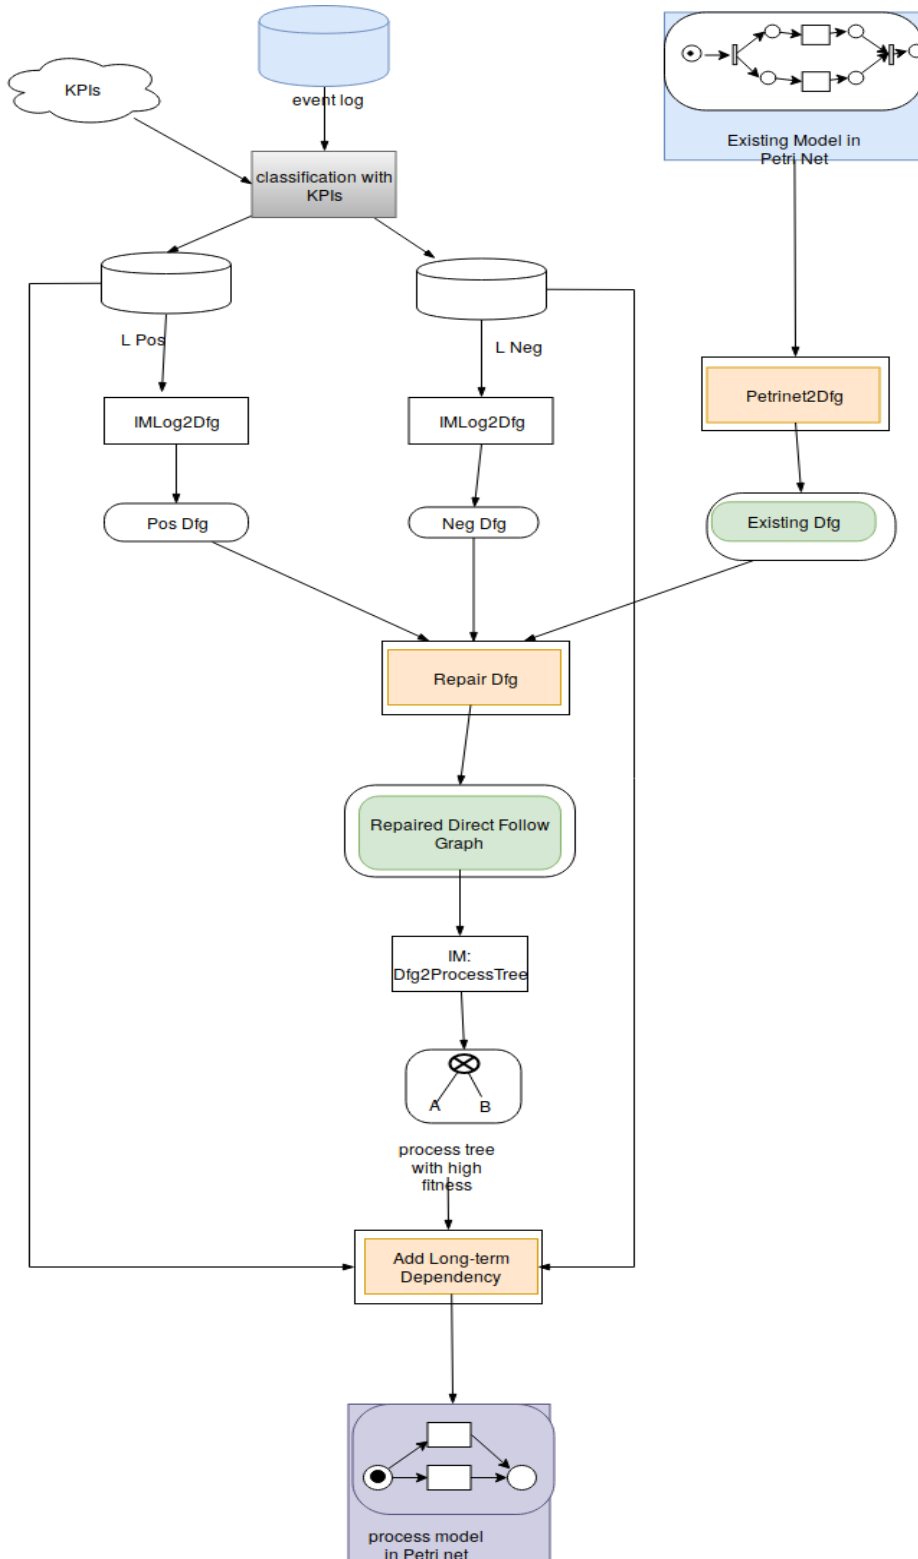 KPIs
event log
Existing Model in
Petri Net
classification with
KPIs
L Pos
L Neg
IMLog2Dfg
IMLog2Dfg
Petrinet2Dfg
Pos Dfg
Neg Dfg
Existing Dfg
Repair Dfg
Repaired Direct Follow
Graph
IM:
Dfg2ProcessTree
A
B
process tree
with high
fitness
Add Long-term
Dependency
process model
in Petri net